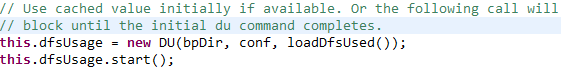 // Use cached value initially if available. Or the following call will
// block until the initial du command completes.
this.dfsUsage = new DU(bpDir, conf, loadDfsUsed());
this.dfsUsage.start();